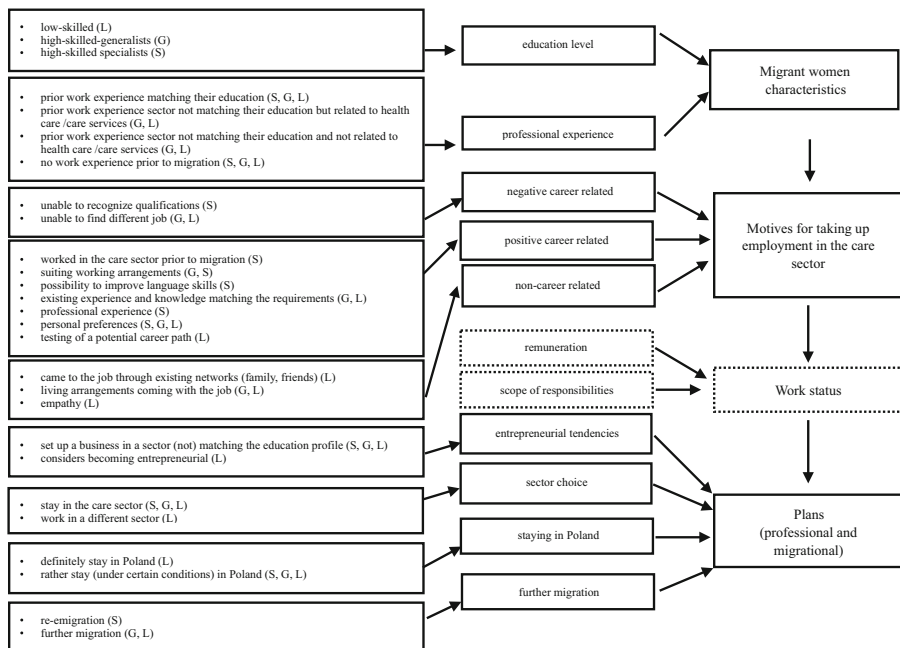 • low-skilled (L)
• high-skilled-generalists (G)
• high-skilled specialists (S)
• prior work experience matching their education (S, G, L)
• prior work experience sector not matching their education but related to health
care /care services (G, L)
• prior work experience sector not matching their education and not related to
health care /care services (G, L)
• no work experience prior to migration (S, G, L)
• unable to recognize qualifications (S)
• unable to find different job (G, L)
• worked in the care sector prior to migration (S)
• suiting working arrangements (G, S)
• possibility to improve language skills (S)
• existing experience and knowledge matching the requirements (G, L)
• professional experience (S)
• personal preferences (S, G, L)
• testing of a potential career path (L)
• came to the job through existing networks (family, friends) (L)
• living arrangements coming with the job (G, L)
• empathy (L)
• set up a business in a sector (not) matching the education profile (S, G, L)
• considers becoming entrepreneurial (L)
• stay in the care sector (S, G, L)
• work in a different sector (L)
• definitely stay in Poland (L)
• rather stay (under certain conditions) in Poland (S, G, L)
• re-emigration (S)
• further migration (G, L)
education level
professional experience
negative career related
positive career related
non-career related
remuneration
scope of responsibilities
entrepreneurial tendencies
sector choice
staying in Poland
further migration
Migrant women
characteristics
Motives for taking up
employment in the care
sector
Work status
Plans
(professional and
migrational)